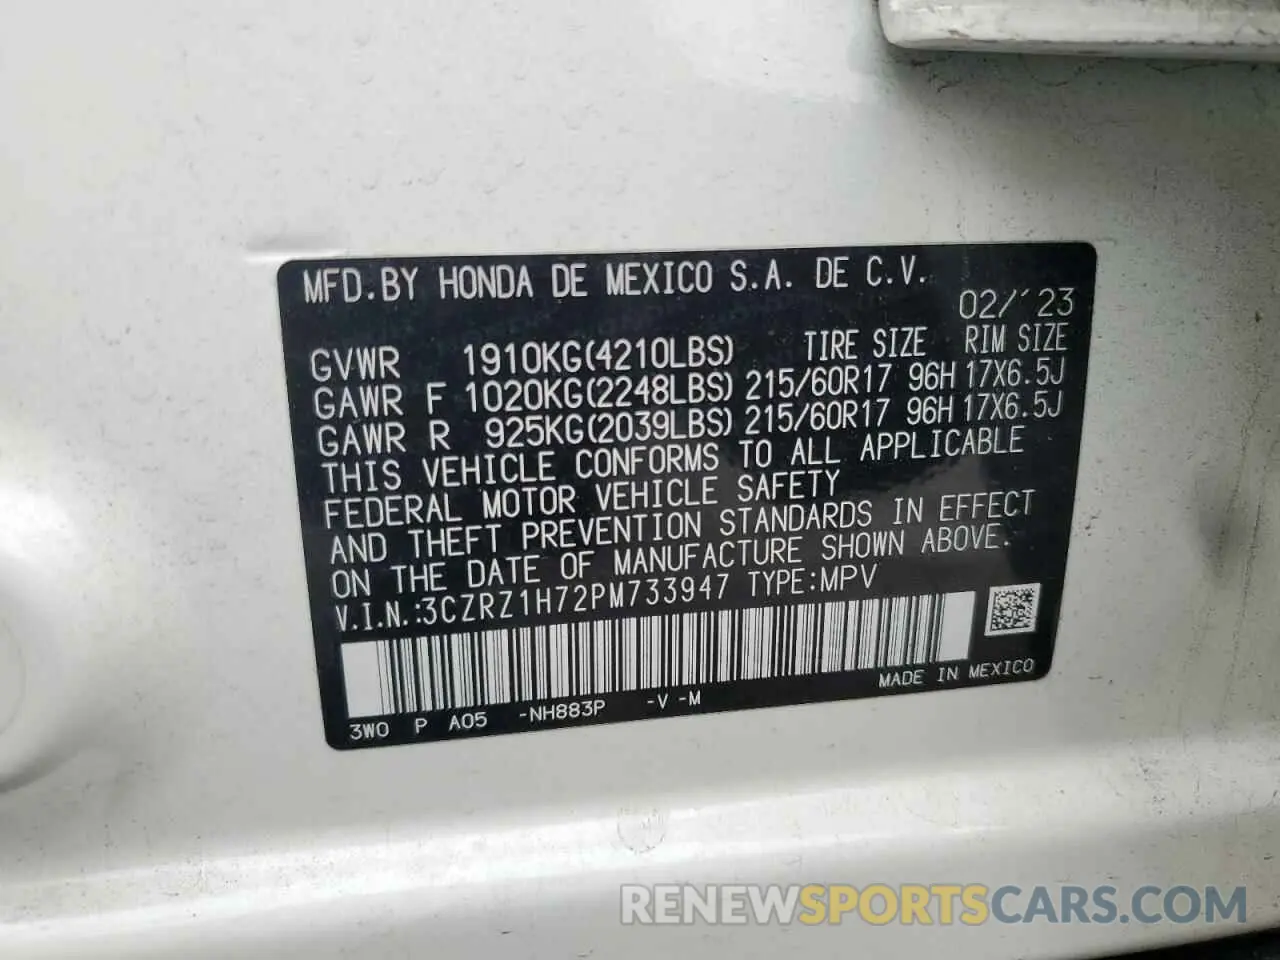 MFD.BY HONDA DE MEXICO S.A. DE C.V.
02/´23
GVWR 1910KG(4210LBS) TIRE SIZE RIM SIZE
GAWR F 1020KG(2248LBS) 215/60R17 96H 17X6.5J
GAWR R 925KG(2039LBS) 215/60R17 96H 17X6.5J
THIS VEHICLE CONFORMS TO ALL APPLICABLE
FEDERAL MOTOR VEHICLE SAFETY
AND THEFT PREVENTION STANDARDS IN EFFECT
ON THE DATE OF MANUFACTURE SHOWN ABOVE.
V.I.N.:3CZRZ1H72PM733947 TYPE:MPV
MADE IN MEXICO
3W0 P A05 -NH883P -V -M
RENEWSPORTSCARS.COM